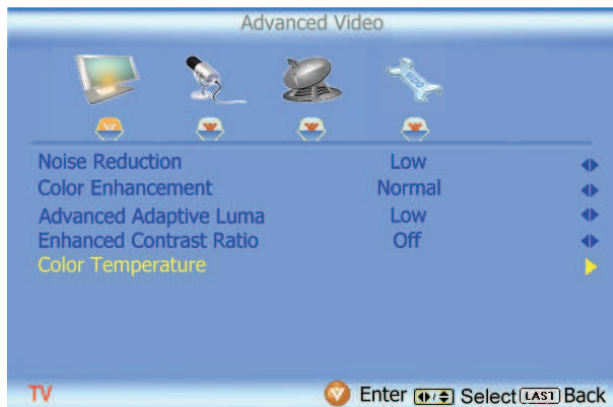 Advanced Video
Noise Reduction Low
Color Enhancement Normal
Advanced Adaptive Luma Low
Enhanced Contrast Ratio Off
Color Temperature
TV Enter Select LAST Back